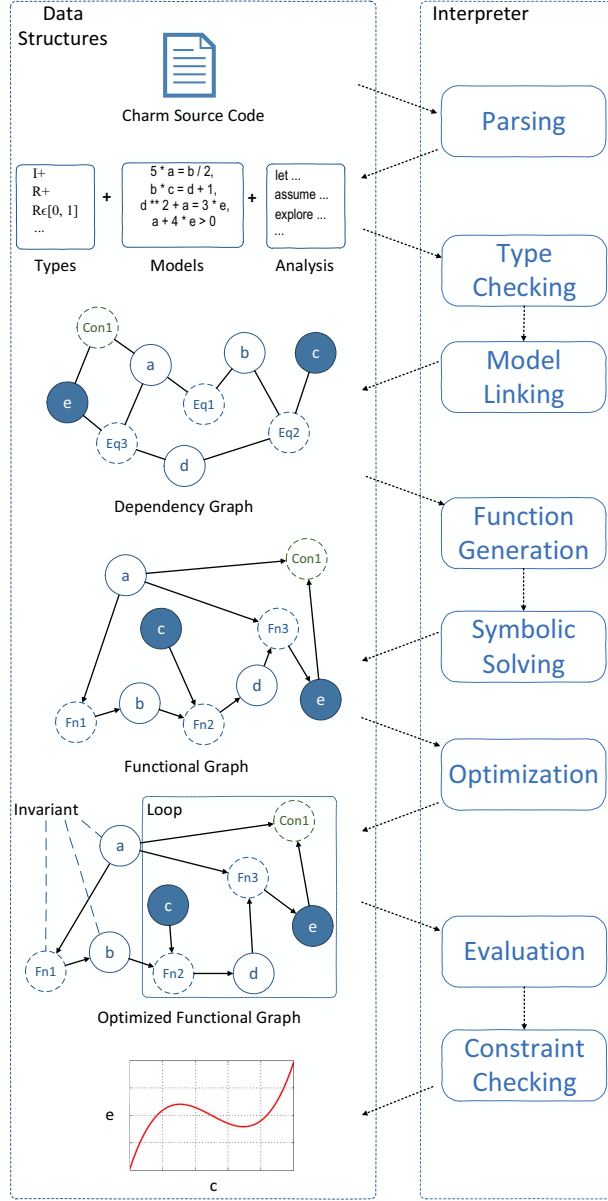 Data
Structures
Interpreter
Charm Source Code
Parsing
I+
R+
Rϵ[0, 1]
...
+
5 * a = b / 2,
b * c = d + 1,
d ** 2 + a = 3 * e,
a + 4 * e > 0
+
let ...
assume ...
explore ...
...
Types
Models
Analysis
Type
Checking
Con1
a
b
c
e
Eq1
Eq2
Eq3
d
Model
Linking
Dependency Graph
Function
Generation
Con1
a
c
Fn3
d
e
b
Fn1
Fn2
Symbolic
Solving
Functional Graph
Optimization
Invariant
Loop
Con1
a
Fn3
c
e
b
Fn1
Fn2
d
Evaluation
Optimized Functional Graph
Constraint
Checking
e
c